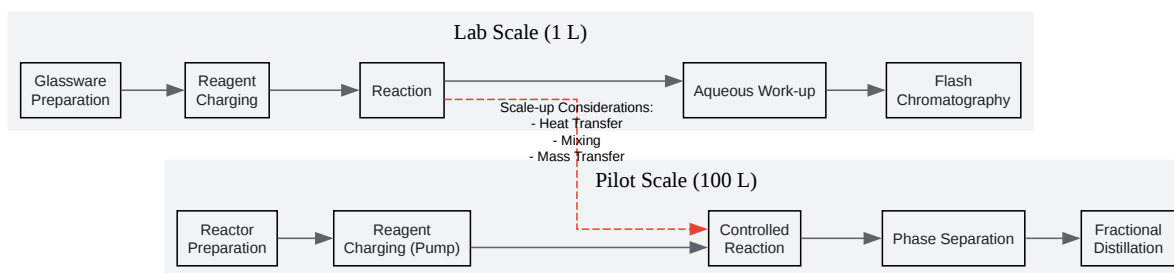 Lab Scale (1 L)
Glassware
Preparation
Reagent
Charging
Reaction
Aqueous Work-up
Flash
Chromatography
Scale-up Considerations:
- Heat Transfer
- Mixing
- Mass Transfer
Pilot Scale (100 L)
Reactor
Preparation
Reagent
Charging (Pump)
Controlled
Reaction
Phase Separation
Fractional
Distillation